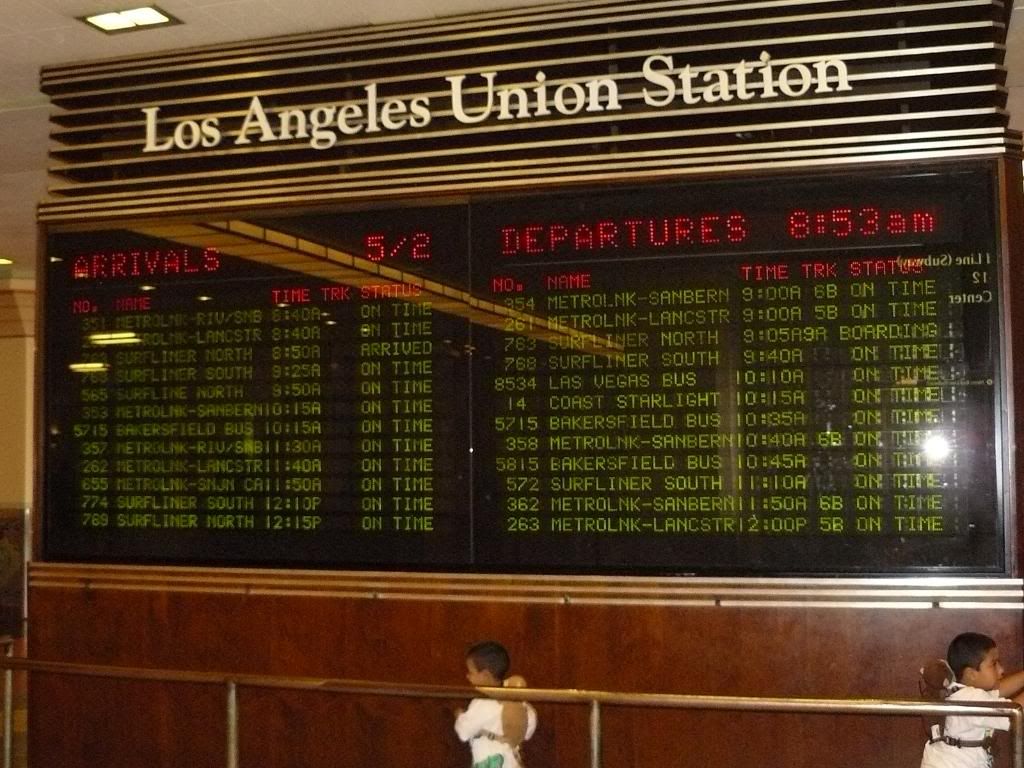 Los Angeles Union Station
ARRIVALS 5/2
NO. NAME TIME TRK STATUS
351 METROLNK-RIV/SNB 8:40A ON TIME
METROLNK-LANCSTR 8:40A ON TIME
SURFLINER NORTH 8:50A ARRIVED
763 SURFLINER SOUTH 9:25A ON TIME
565 SURFLINE NORTH 9:50A ON TIME
353 METROLNK-SANBERN 10:15A ON TIME
5715 BAKERSFIELD BUS 10:15A ON TIME
357 METROLNK-RIV/SNB 11:30A ON TIME
262 METROLNK-LANCSTR 11:40A ON TIME
655 METROLNK-SNJN CA 11:50A ON TIME
774 SURFLINER SOUTH 12:10P ON TIME
769 SURFLINER NORTH 12:15P ON TIME
DEPARTURES 8:53am
NO. NAME TIME TRK STATUS
354 METROLNK-SANBERN 9:00A 6B ON TIME
261 METROLNK-LANCSTR 9:00A 5B ON TIME
763 SURFLINER NORTH 9:05A 9A BOARDING
768 SURFLINER SOUTH 9:40A ON TIME
8534 LAS VEGAS BUS 10:10A ON TIME
14 COAST STARLIGHT 10:15A ON TIME
5715 BAKERSFIELD BUS 10:35A ON TIME
358 METROLNK-SANBERN 10:40A 6B ON TIME
5815 BAKERSFIELD BUS 10:45A ON TIME
572 SURFLINER SOUTH 11:10A ON TIME
362 METROLNK-SANBERN 11:50A 6B ON TIME
263 METROLNK-LANCSTR 12:00P 5B ON TIME
l Line (Subway)
12
Center